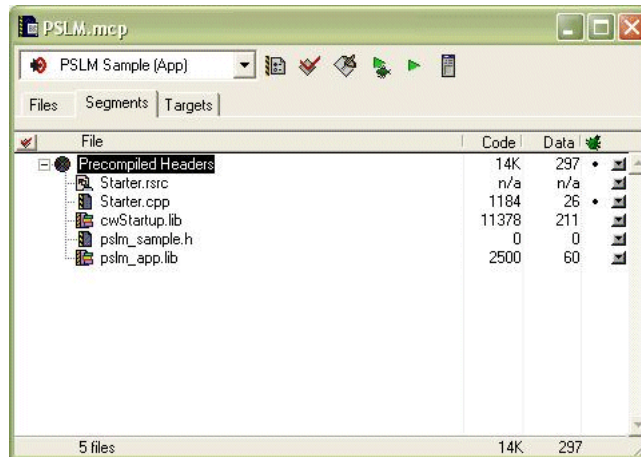 PSLM.mcp
PSLM Sample (App)
Files Segments Targets
File Code Data
Precompiled Headers 14K 297
Starter.rsrc n/a n/a
Starter.cpp 1184 26
cwStartup.lib 11378 211
pslm_sample.h 0 0
pslm_app.lib 2500 60
5 files 14K 297